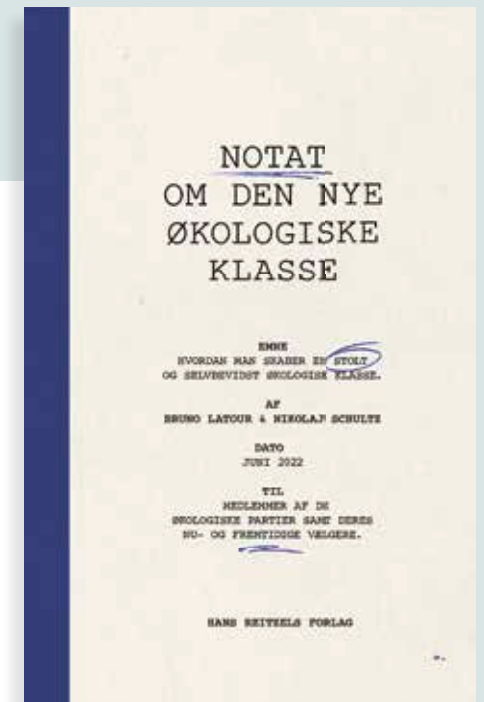 NOTAT
OM DEN NYE
ØKOLOGISKE
KLASSE
EMNE
HVORDAN MAN SKABER EN STOLT
OG SELVBEVIDST ØKOLOGISK KLASSE.
AF
BRUNO LATOUR & NIKOLAJ SCHULTZ
DATO
JUNI 2022
TIL
MEDLEMMER AF DE
ØKOLOGISKE PARTIER SAMT DERES
NU- OG FREMTIDIGE VÆLGERE.
HANS REITZELS FORLAG